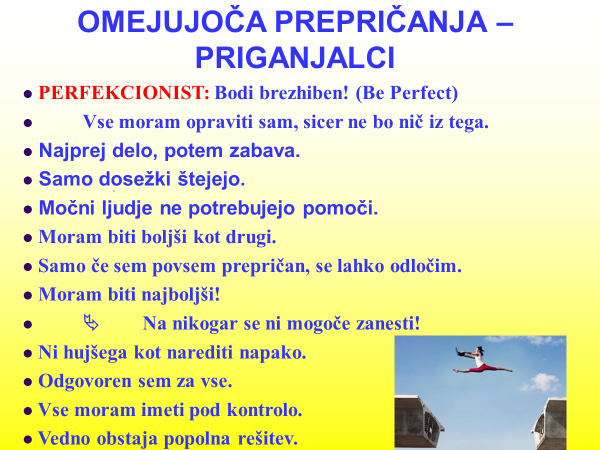 OMEJUJOČA PREPRIČANJA –
PRIGANJALCI
● PERFEKCIONIST: Bodi brezhiben! (Be Perfect)
● Vse moram opraviti sam, sicer ne bo nič iz tega.
● Najprej delo, potem zabava.
● Samo dosežki štejejo.
● Močni ljudje ne potrebujejo pomoči.
● Moram biti boljši kot drugi.
● Samo če sem povsem prepričan, se lahko odločim.
● Moram biti najboljši!
● Na nikogar se ni mogoče zanesti!
● Ni hujšega kot narediti napako.
● Odgovoren sem za vse.
● Vse moram imeti pod kontrolo.
● Vedno obstaja popolna rešitev.